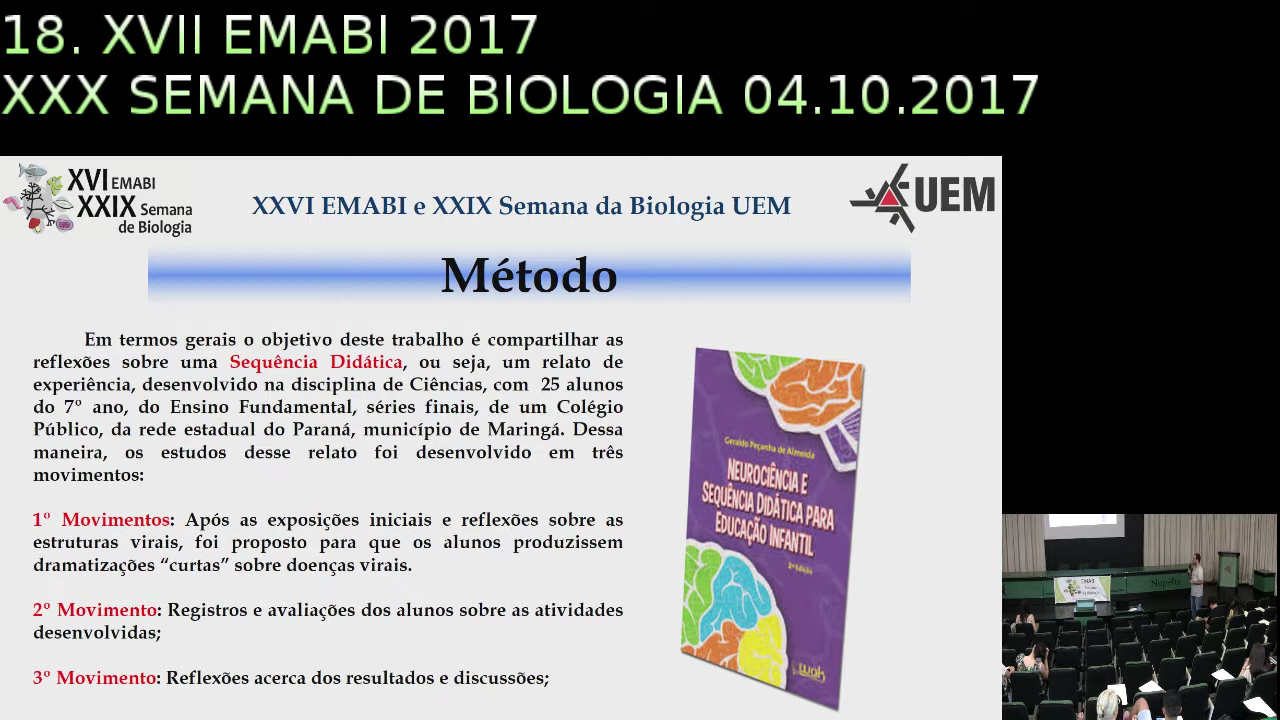 18. XVII EMABI 2017
XXX SEMANA DE BIOLOGIA 04.10.2017
XVI EMABI
XXIX Semana
de Biologia
XXVI EMABI e XXIX Semana da Biologia UEM
UEM
Método
Em termos gerais o objetivo deste trabalho é compartilhar as
reflexões sobre uma Sequência Didática, ou seja, um relato de
experiência, desenvolvido na disciplina de Ciências, com 25 alunos
do 7º ano, do Ensino Fundamental, séries finais, de um Colégio
Público, da rede estadual do Paraná, município de Maringá. Dessa
maneira, os estudos desse relato foi desenvolvido em três
movimentos:
1º Movimentos: Após as exposições iniciais e reflexões sobre as
estruturas virais, foi proposto para que os alunos produzissem
dramatizações “curtas” sobre doenças virais.
2º Movimento: Registros e avaliações dos alunos sobre as atividades
desenvolvidas;
3º Movimento: Reflexões acerca dos resultados e discussões;
Geraldo Peçanha de Almeida
NEUROCIÊNCIA E
SEQUÊNCIA DIDÁTICA PARA
EDUCAÇÃO INFANTIL
2ª Edição
wak
EMABI
Nupélia